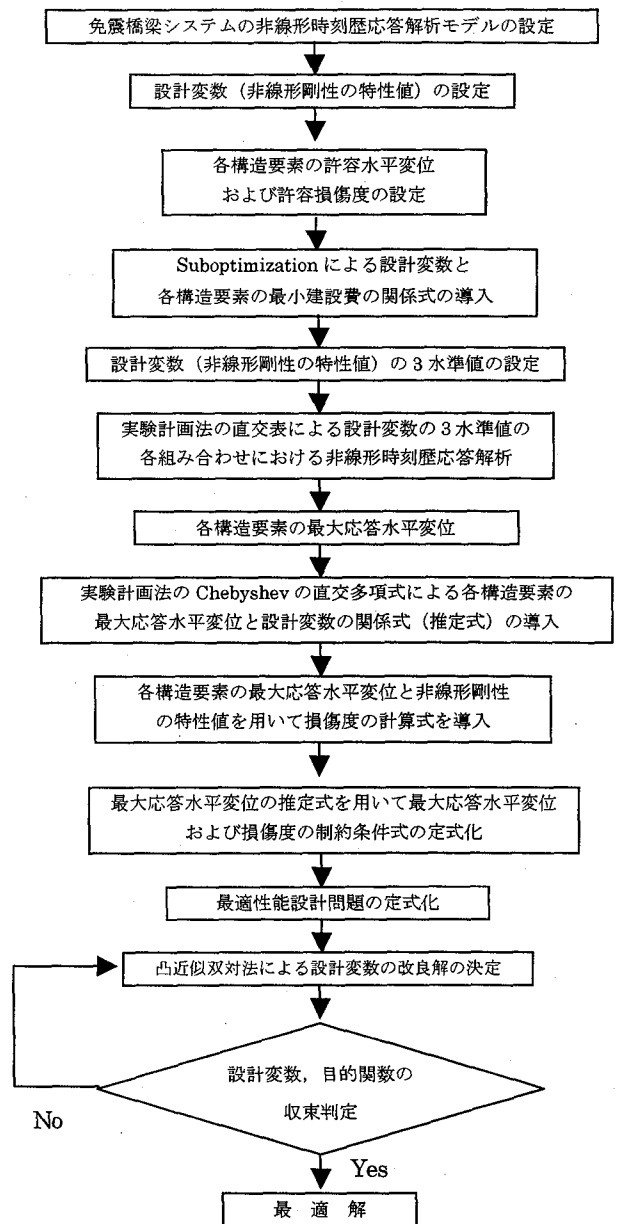 免震橋梁システムの非線形時刻歴応答解析モデルの設定
設計変数（非線形剛性の特性値）の設定
各構造要素の許容水平変位
および許容損傷度の設定
Suboptimization による設計変数と
各構造要素の最小建設費の関係式の導入
設計変数（非線形剛性の特性値）の３水準値の設定
実験計画法の直交表による設計変数の３水準値の
各組み合わせにおける非線形時刻歴応答解析
各構造要素の最大応答水平変位
実験計画法の Chebyshev の直交多項式による各構造要素の
最大応答水平変位と設計変数の関係式（推定式）の導入
各構造要素の最大応答水平変位と非線形剛性
の特性値を用いて損傷度の計算式を導入
最大応答水平変位の推定式を用いて最大応答水平変位
および損傷度の制約条件式の定式化
最適性能設計問題の定式化
凸近似双対法による設計変数の改良解の決定
設計変数，目的関数の
収束判定
No
Yes
最 適 解